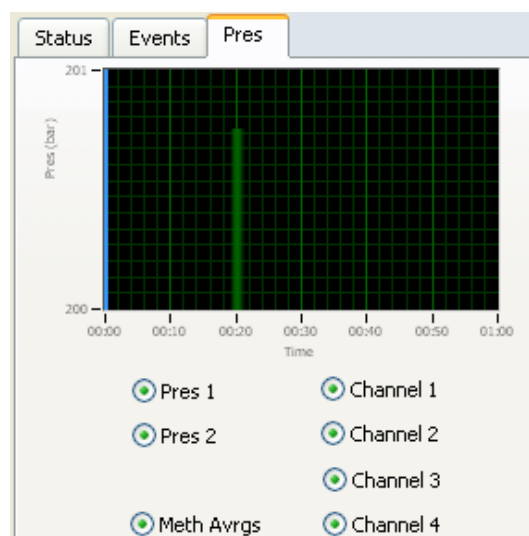 Status Events Pres
201
Pres (bar)
200
00:00 00:10 00:20 00:30 00:40 00:50 01:00
Time
Pres 1 Channel 1
Pres 2 Channel 2
Channel 3
Meth Avrgs Channel 4